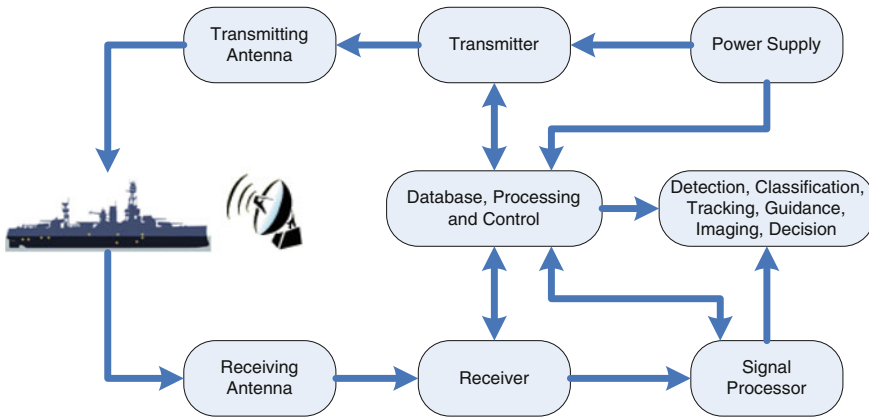 Transmitting
Antenna
Transmitter
Power Supply
Database, Processing
and Control
Detection, Classification,
Tracking, Guidance,
Imaging, Decision
Receiving
Antenna
Receiver
Signal
Processor